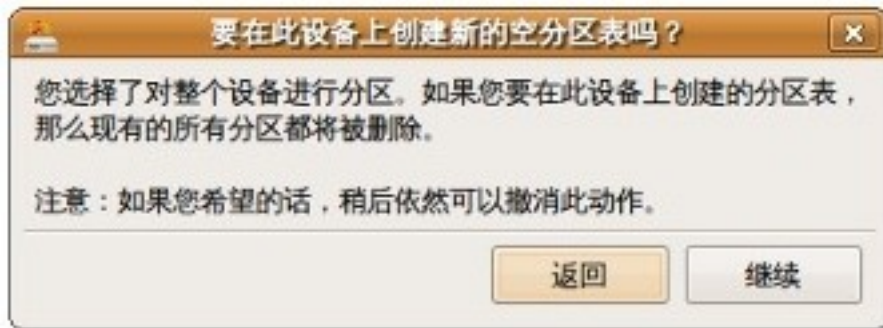 要在此设备上创建新的空分区表吗？
您选择了对整个设备进行分区。如果您要在此设备上创建的分区表，
那么现有的所有分区都将被删除。
注意：如果您希望的话，稍后依然可以撤消此动作。
返回 继续